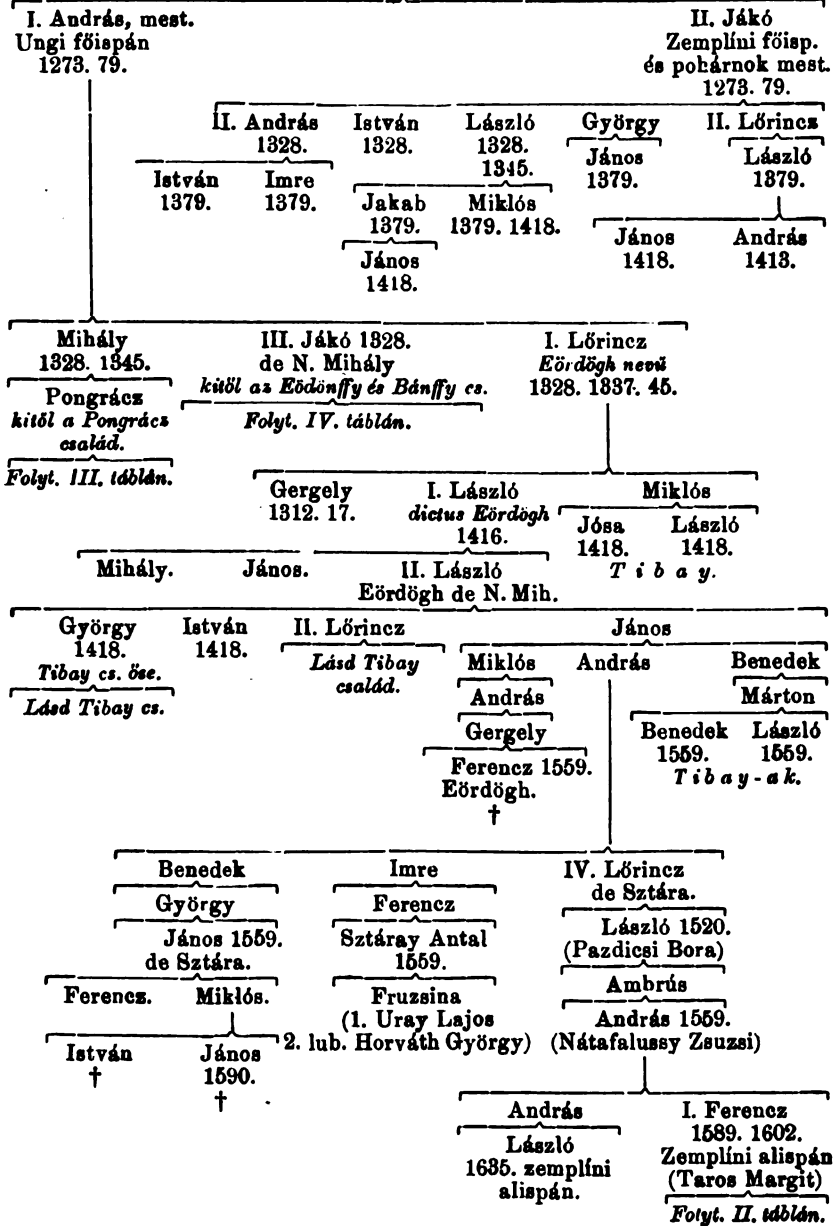 I. András, mest.
Ungi főispán
1273. 79.
II. Jákó
Zemplíni főisp.
és pohárnok mest.
1273. 79.
II. András
1328.
István
1328.
László
1328.
1345.
György
János
1379.
II. Lőrincz
László
1379.
István
1379.
Imre
1379.
Jakab
1379.
Miklós
1379. 1418.
János
1418.
János
1418.
András
1413.
Mihály
1328. 1345.
Pongrácz
kitől a Pongrácz
család.
Folyt. III. táblán.
III. Jákó 1328.
de N. Mihály
kitől az Eödönffy és Bánffy cs.
Folyt. IV. táblán.
I. Lőrincz
Eördögh nevű
1328. 1337. 45.
Gergely
1312. 17.
I. László
dictus Eördögh
1416.
Miklós
Jósa
1418.
László
1418.
Tibay.
Mihály.
János.
II. László
Eördögh de N. Mih.
György
1418.
Tibay cs. őse.
Lásd Tibay cs.
István
1418.
II. Lőrincz
Lásd Tibay
család.
János
Miklós
András
Gergely
Ferencz 1559.
Eördögh.
†
András
Benedek
Márton
Benedek
1559.
László
1559.
Tibay-ak.
Benedek
György
János 1559.
de Sztára.
Ferencz.
Miklós.
István
†
János
1590.
†
Imre
Ferencz
Sztáray Antal
1559.
Fruzsina
(1. Uray Lajos
2. lub. Horváth György)
IV. Lőrincz
de Sztára.
László 1520.
(Pazdicsi Bora)
Ambrús
András 1559.
(Nátafalussy Zsuzsi)
András
László
1635. zemplíni
alispán.
I. Ferencz
1589. 1602.
Zemplíni alispán
(Taros Margit)
Folyt. II. táblán.